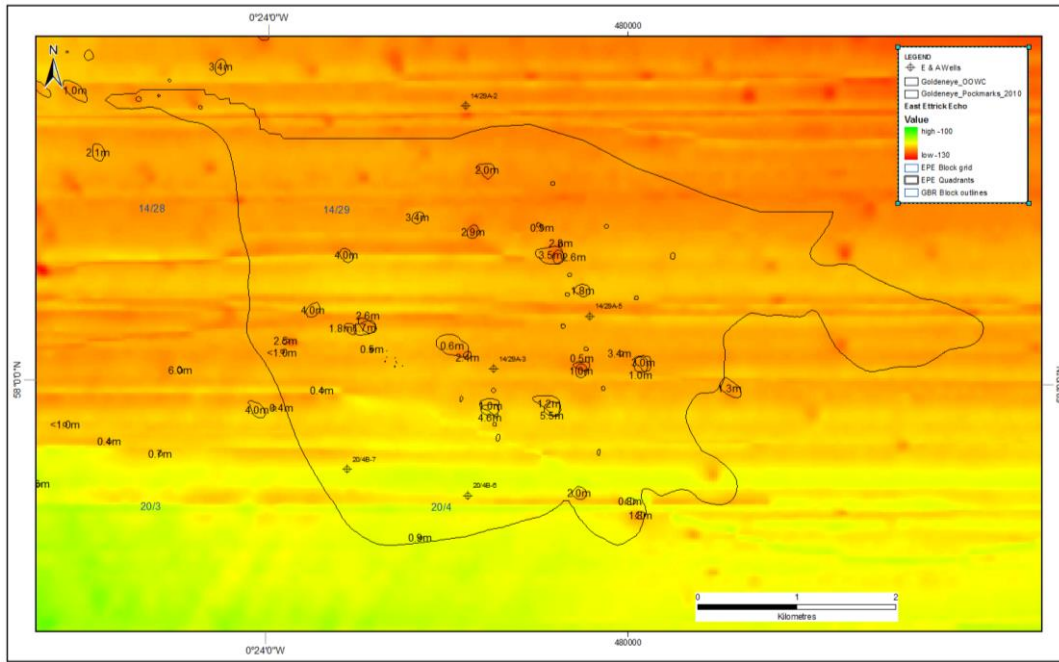 0°24'0"W
480000
N
LEGEND
E & A Wells
Goldeneye_OOWC
Goldeneye_Pockmarks_2010
East Ettrick Echo
Value
high -100
low -130
EPE Block grid
EPE Quadrants
GBR Block outlines
3.4m
1.0m
14/29A-2
2.1m
2.0m
14/28
14/29
3.4m
2.9m
0.9m
4.0m
3.5m
2.6m
1.8m
4.0m
2.6m
1.8m
1.7m
14/29A-5
0.6m
2.4m
<1.0m
0.5m
3.4m
3.0m
1.0m
1.0m
6.0m
14/29A-3
58°0'0"N
0.4m
1.3m
4.0m
0.4m
1.0m
4.6m
1.2m
5.5m
<1.0m
0.4m
0.7m
20/4B-7
20/4B-6
2.0m
0.8m
1.8m
20/3
20/4
0.9m
0
1
2
Kilometres
0°24'0"W
480000